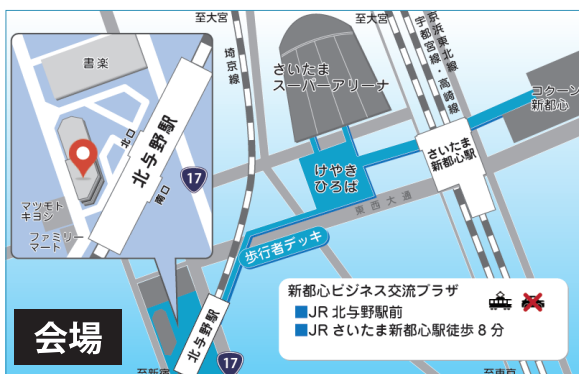 至大宮
至大宮
埼京線
京浜東北線
宇都宮線・高崎線
書楽
北口
北与野駅
南口
17
マツモト
キヨシ
ファミリー
マート
さいたま
スーパーアリーナ
コクーン
新都心
さいたま
新都心駅
けやき
ひろば
東西大通
歩行者デッキ
北与野駅
17
至新宿
至東京
会場
新都心ビジネス交流プラザ
■JR 北与野駅前
■JR さいたま新都心駅徒歩 8 分